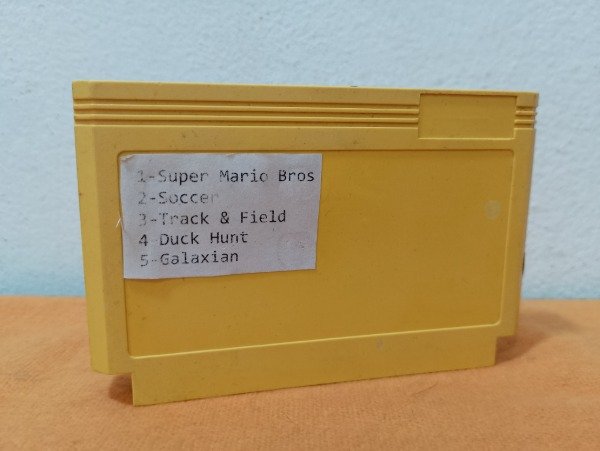 1-Super Mario Bros
2-Soccer
3-Track & Field
4-Duck Hunt
5-Galaxian